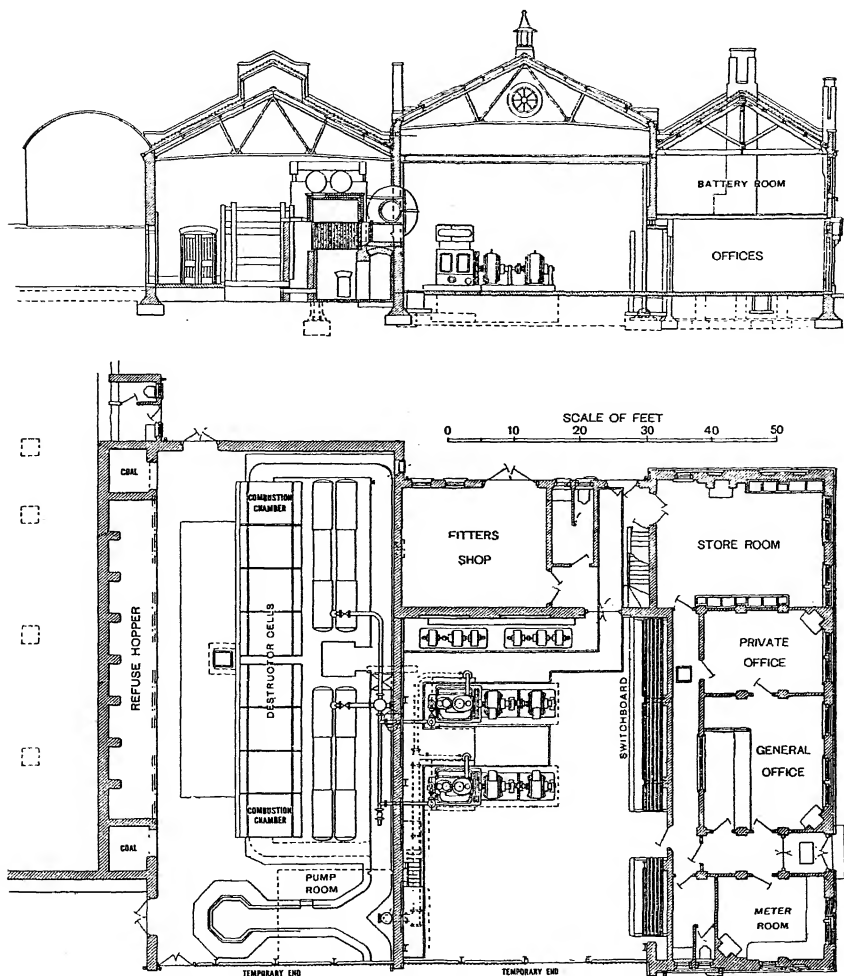 BATTERY ROOM
OFFICES
SCALE OF FEET
0 10 20 30 40 50
COAL
COMBUSTION
CHAMBER
FITTERS
SHOP
STORE ROOM
REFUSE HOPPER
DESTRUCTOR CELLS
SWITCHBOARD
PRIVATE
OFFICE
GENERAL
OFFICE
COMBUSTION
CHAMBER
COAL
PUMP
ROOM
METER
ROOM
TEMPORARY END
TEMPORARY END